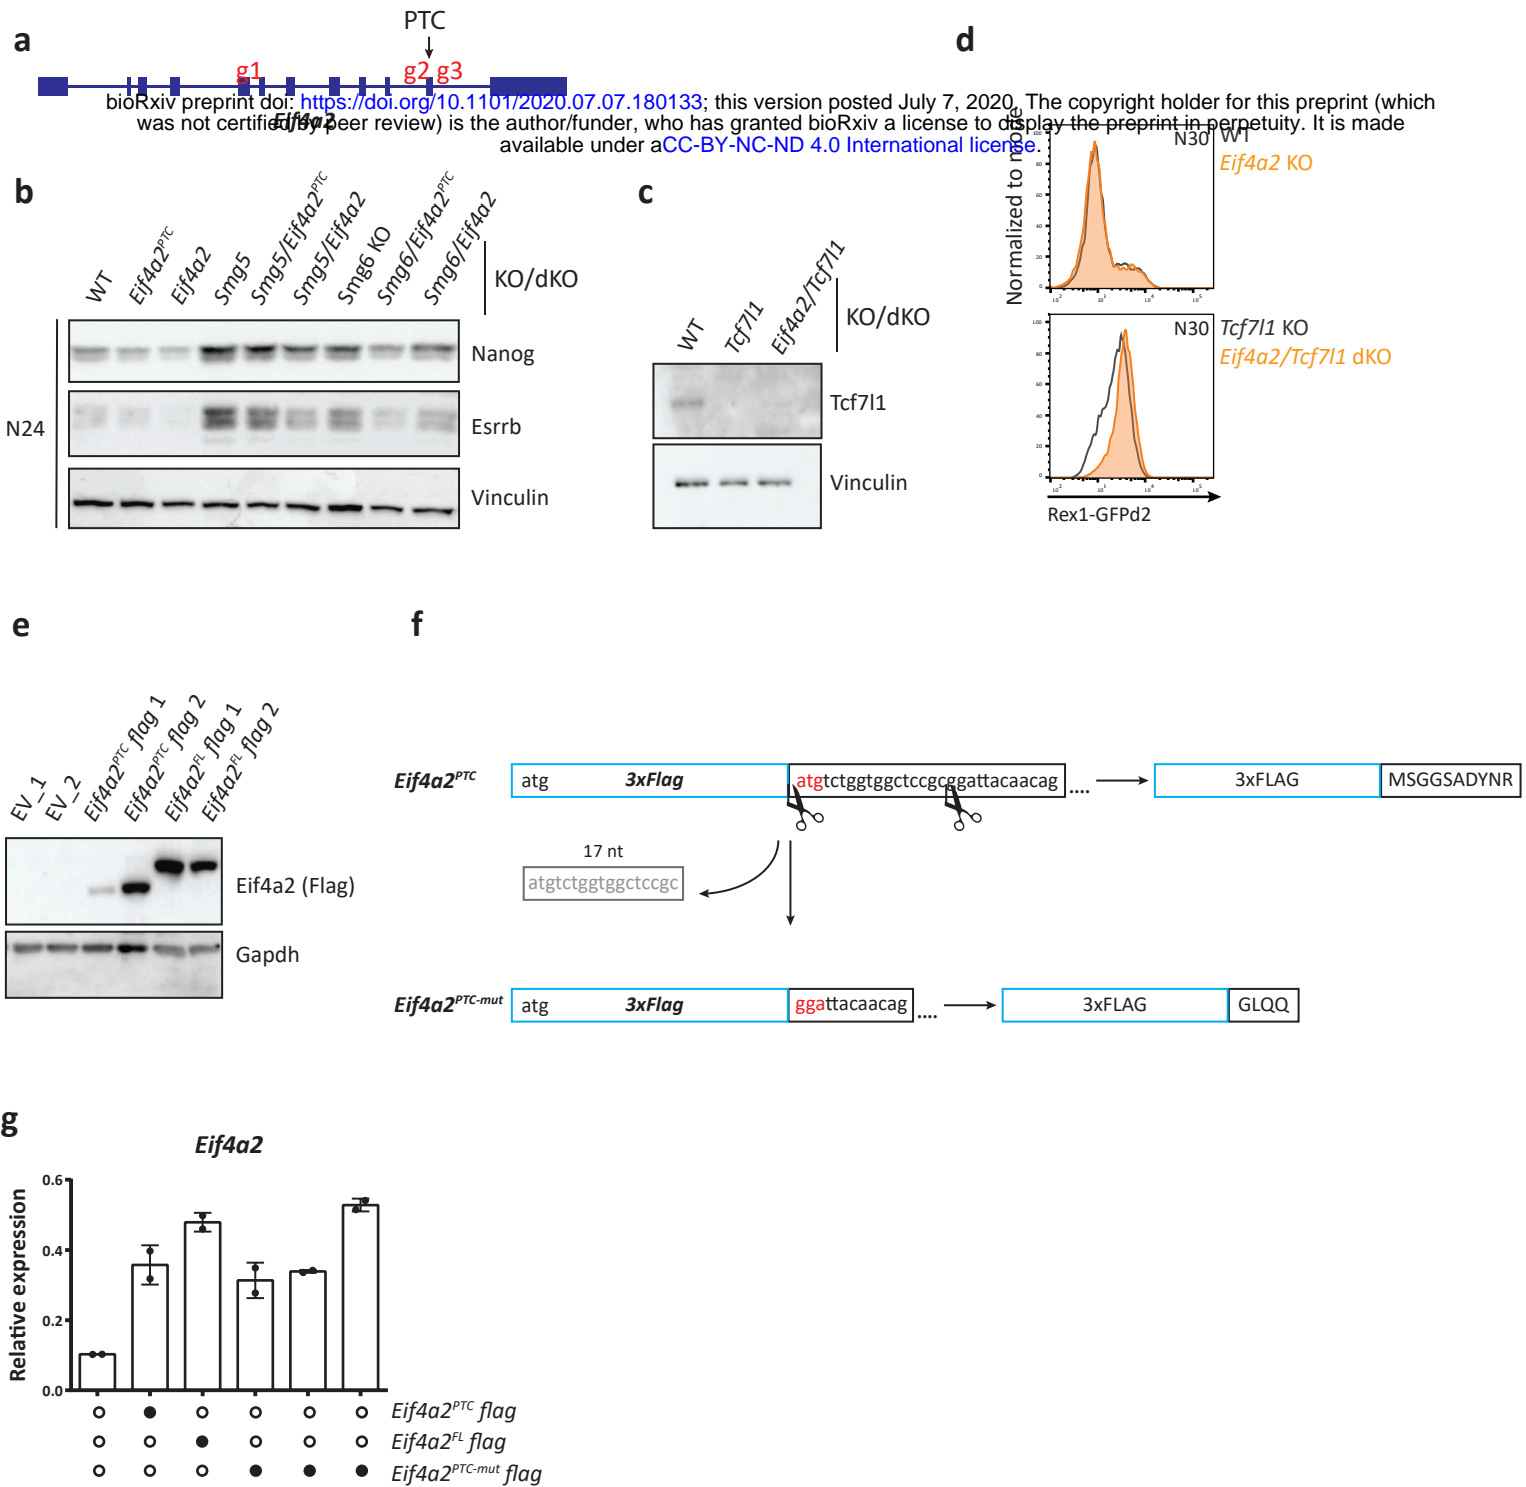 a
PTC
d
g1
g2 g3
bioRxiv preprint doi: https://doi.org/10.1101/2020.07.07.180133; this version posted July 7, 2020. The copyright holder for this preprint (which
was not certified by peer review) is the author/funder, who has granted bioRxiv a license to display the preprint in perpetuity. It is made
available under aCC-BY-NC-ND 4.0 International license.
Eif4a2
b
WT
Eif4a2PTC
Eif4a2
Smg5
Smg5/Eif4a2PTC
Smg5/Eif4a2
Smg6 KO
Smg6/Eif4a2PTC
Smg6/Eif4a2
KO/dKO
N24
Nanog
Esrrb
Vinculin
c
WT
Tcf7l1
Eif4a2/Tcf7l1
KO/dKO
Tcf7l1
Vinculin
Normalized to mode
N30
WT
Eif4a2 KO
N30
Tcf7l1 KO
Eif4a2/Tcf7l1 dKO
Rex1-GFPd2
e
EV_1
EV_2
Eif4a2PTC flag 1
Eif4a2PTC flag 2
Eif4a2FL flag 1
Eif4a2FL flag 2
Eif4a2 (Flag)
Gapdh
f
Eif4a2PTC
atg 3xFlag
atgtctggtggctccgcggattacaacag
....
3xFLAG
MSGGSADYNR
17 nt
atgtctggtggctccgc
Eif4a2PTC-mut
atg 3xFlag
ggattacaacag
....
3xFLAG
GLQQ
g
Eif4a2
Relative expression
0.6
0.4
0.2
0.0
Eif4a2PTC flag
Eif4a2FL flag
Eif4a2PTC-mut flag